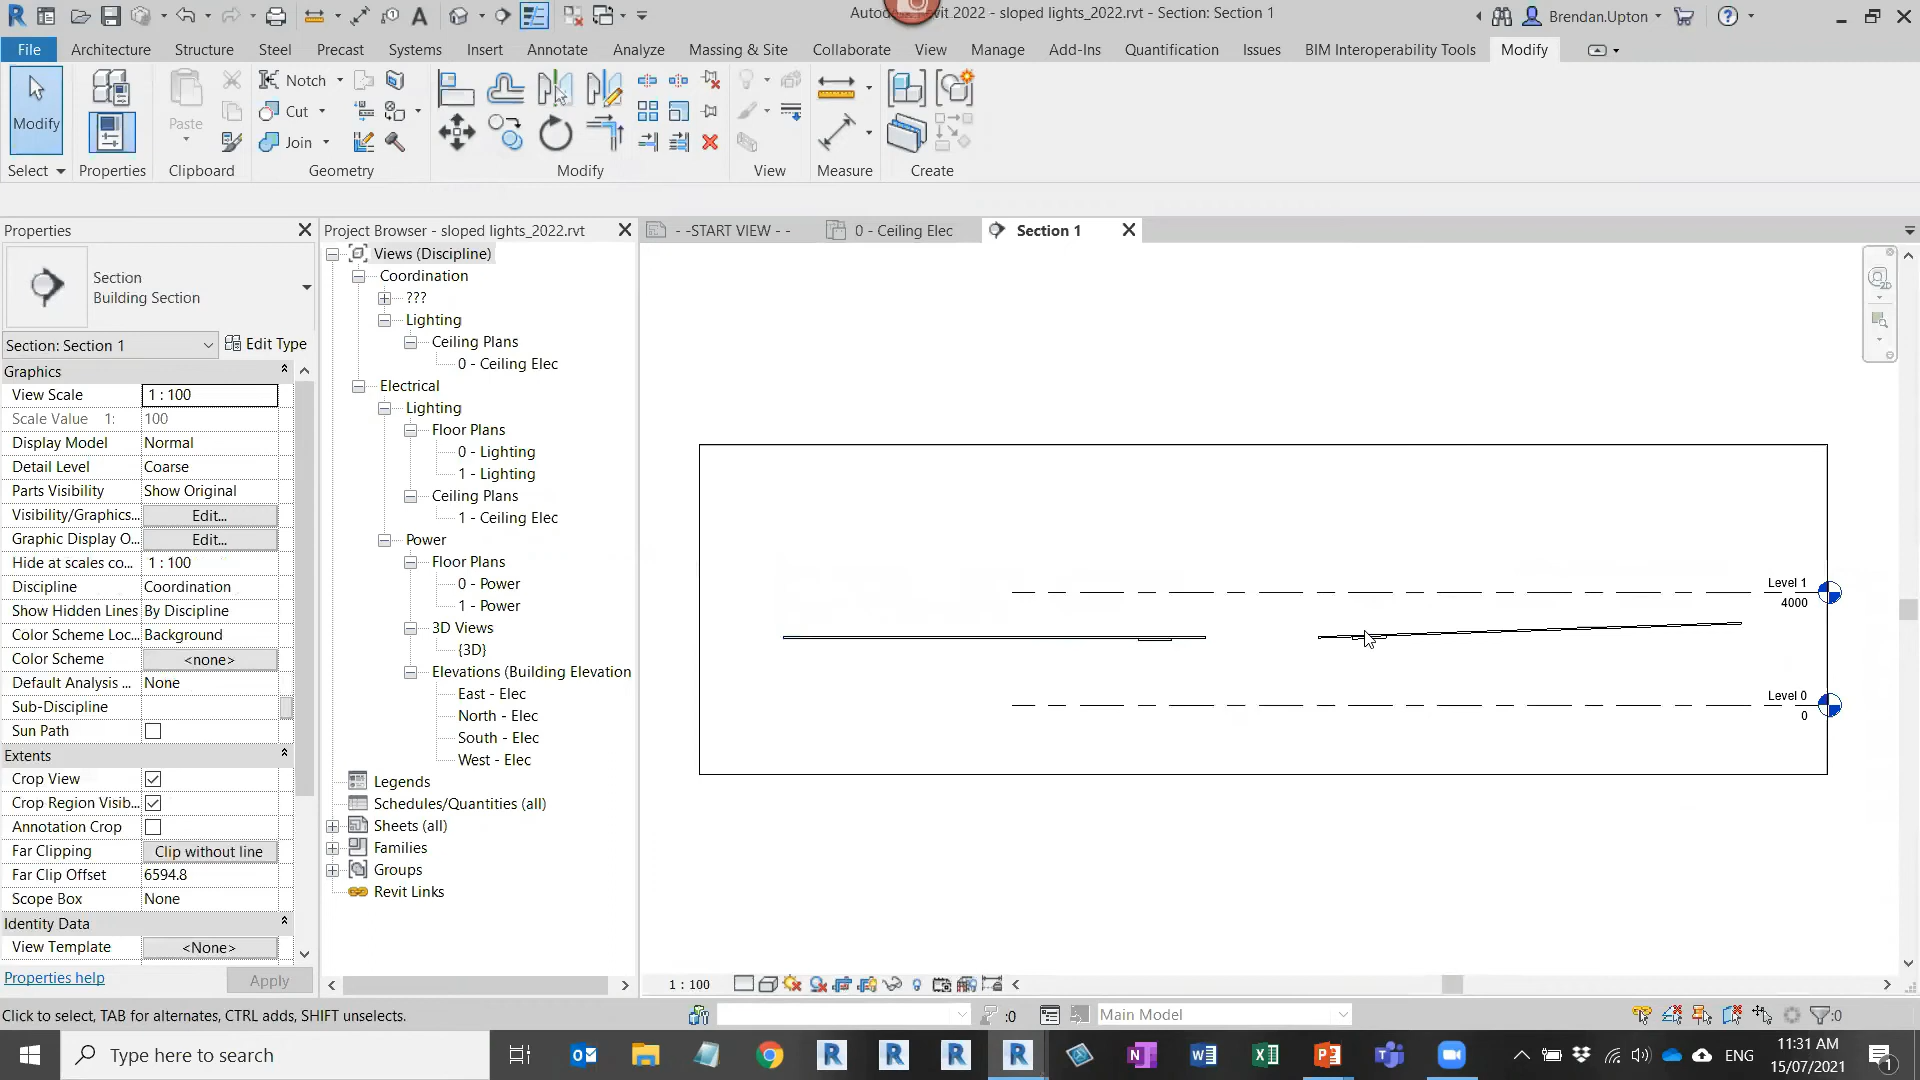 Autodesk Revit 2022 - sloped lights_2022.rvt - Section: Section 1
Brendan.Upton
File Architecture Structure Steel Precast Systems Insert Annotate Analyze Massing & Site Collaborate View Manage Add-Ins Quantification Issues BIM Interoperability Tools Modify
Modify Paste Notch Cut Join
Select Properties Clipboard Geometry Modify View Measure Create
Properties
Section
Building Section
Section: Section 1 Edit Type
Graphics
View Scale 1 : 100
Scale Value 1: 100
Display Model Normal
Detail Level Coarse
Parts Visibility Show Original
Visibility/Graphics... Edit...
Graphic Display O... Edit...
Hide at scales co... 1 : 100
Discipline Coordination
Show Hidden Lines By Discipline
Color Scheme Loc... Background
Color Scheme <none>
Default Analysis ... None
Sub-Discipline
Sun Path
Extents
Crop View
Crop Region Visib...
Annotation Crop
Far Clipping Clip without line
Far Clip Offset 6594.8
Scope Box None
Identity Data
View Template <None>
Properties help Apply
Project Browser - sloped lights_2022.rvt
Views (Discipline)
Coordination
???
Lighting
Ceiling Plans
0 - Ceiling Elec
Electrical
Lighting
Floor Plans
0 - Lighting
1 - Lighting
Ceiling Plans
1 - Ceiling Elec
Power
Floor Plans
0 - Power
1 - Power
3D Views
{3D}
Elevations (Building Elevation
East - Elec
North - Elec
South - Elec
West - Elec
Legends
Schedules/Quantities (all)
Sheets (all)
Families
Groups
Revit Links
- -START VIEW - - 0 - Ceiling Elec Section 1
2D
Level 1
4000
Level 0
0
1 : 100
Click to select, TAB for alternates, CTRL adds, SHIFT unselects.
:0 Main Model :0
Type here to search
ENG
11:31 AM
15/07/2021
1